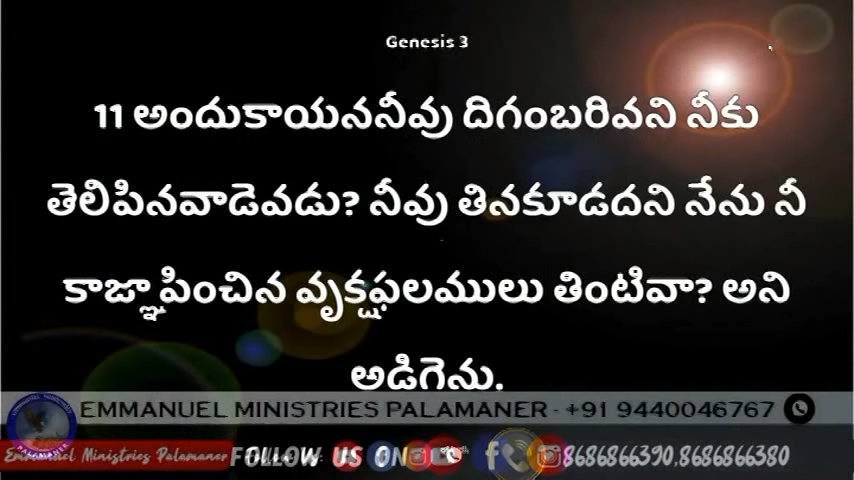 Genesis 3
11 అందుకాయననీవు దిగంబరివని నీకు
తెలిపినవాడెవడు? నీవు తినకూడదని నేను నీ
కాజ్ఞాపించిన వృక్షఫలములు తింటివా? అని
అడిగెను.
EMMANUEL MINISTRIES PALAMANER - +91 9440046767
PALAMANER
Emmanuel Ministries Palamaner
FOLLOW US ON
8686866390,8686866380